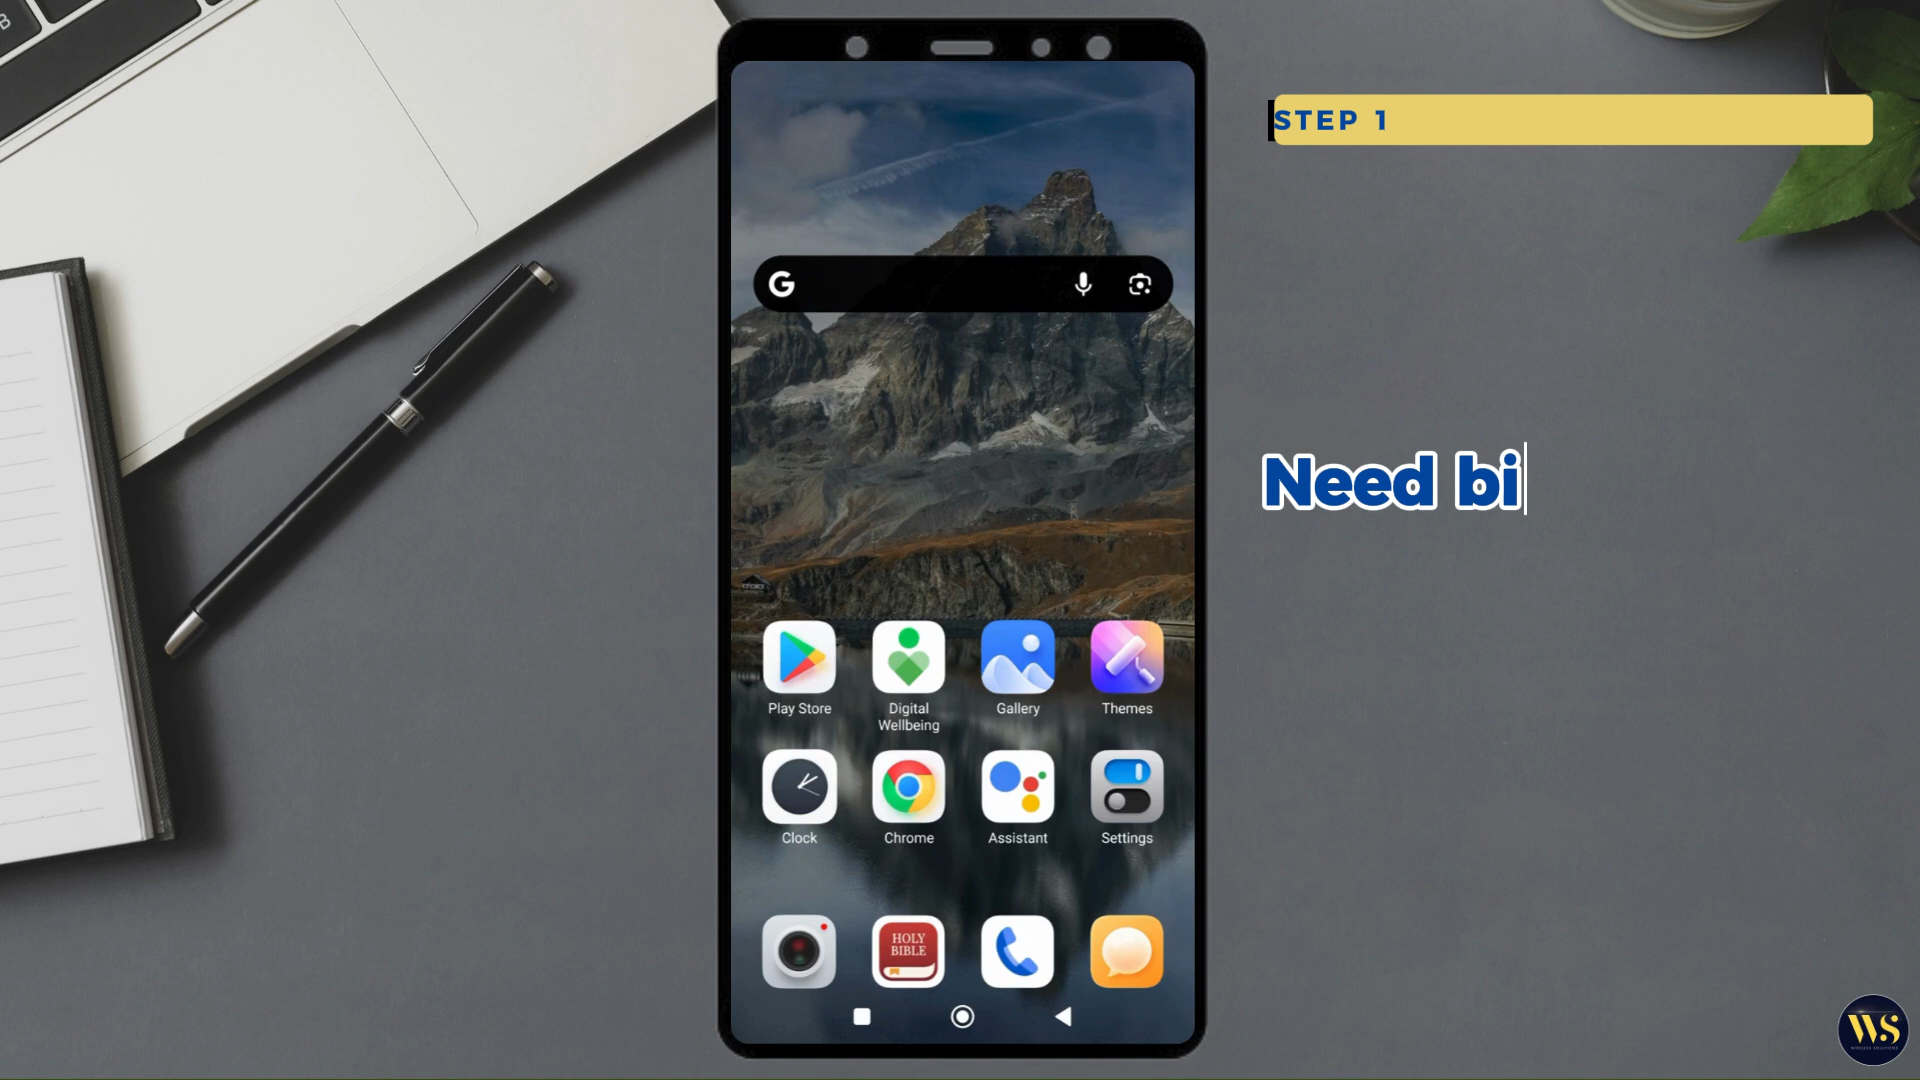 STEP 1
Need bi
Play Store
Digital
Wellbeing
Gallery
Themes
Clock
Chrome
Assistant
Settings
HOLY
BIBLE
WS